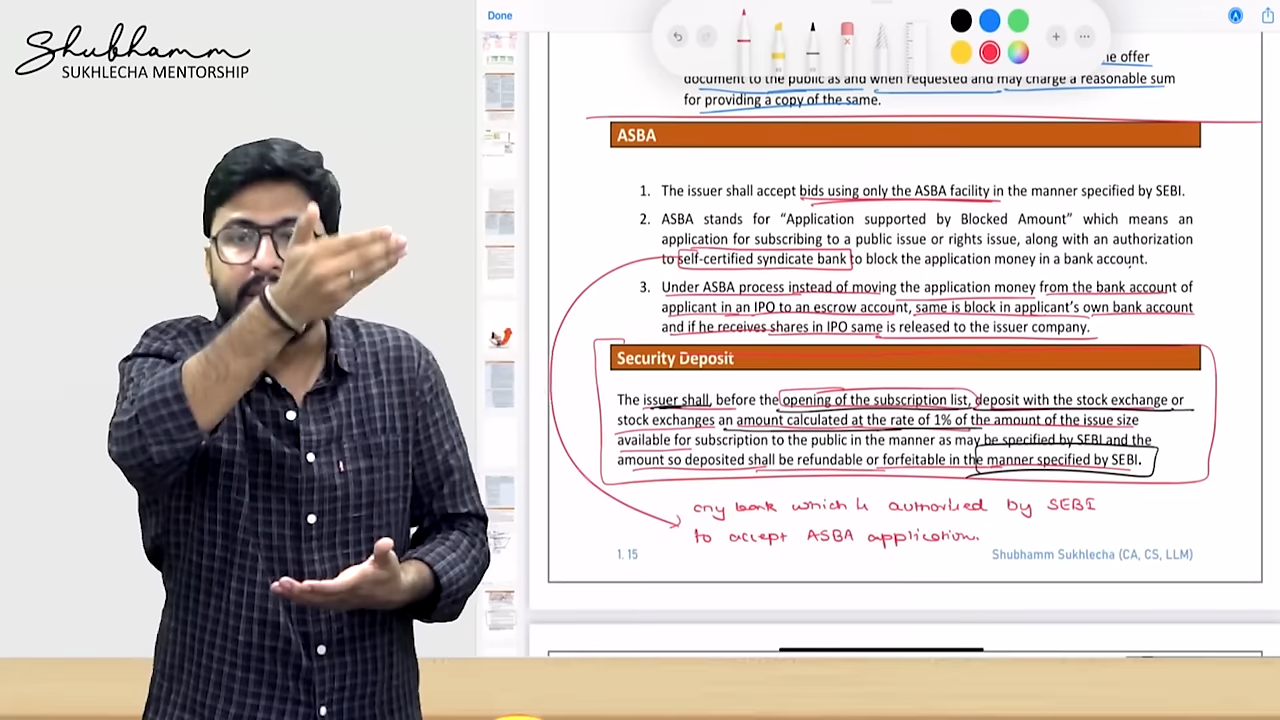 Shubhamm
SUKHLECHA MENTORSHIP
Done
offer
document to the public as and when requested and may charge a reasonable sum
for providing a copy of the same.
ASBA
1. The issuer shall accept bids using only the ASBA facility in the manner specified by SEBI.
2. ASBA stands for “Application supported by Blocked Amount” which means an
application for subscribing to a public issue or rights issue, along with an authorization
to self-certified syndicate bank to block the application money in a bank account.
3. Under ASBA process instead of moving the application money from the bank account of
applicant in an IPO to an escrow account, same is block in applicant’s own bank account
and if he receives shares in IPO same is released to the issuer company.
Security Deposit
The issuer shall, before the opening of the subscription list, deposit with the stock exchange or
stock exchanges an amount calculated at the rate of 1% of the amount of the issue size
available for subscription to the public in the manner as may be specified by SEBI and the
amount so deposited shall be refundable or forfeitable in the manner specified by SEBI.
any bank which is authorised by SEBI
to accept ASBA application.
1. 15
Shubhamm Sukhlecha (CA, CS, LLM)